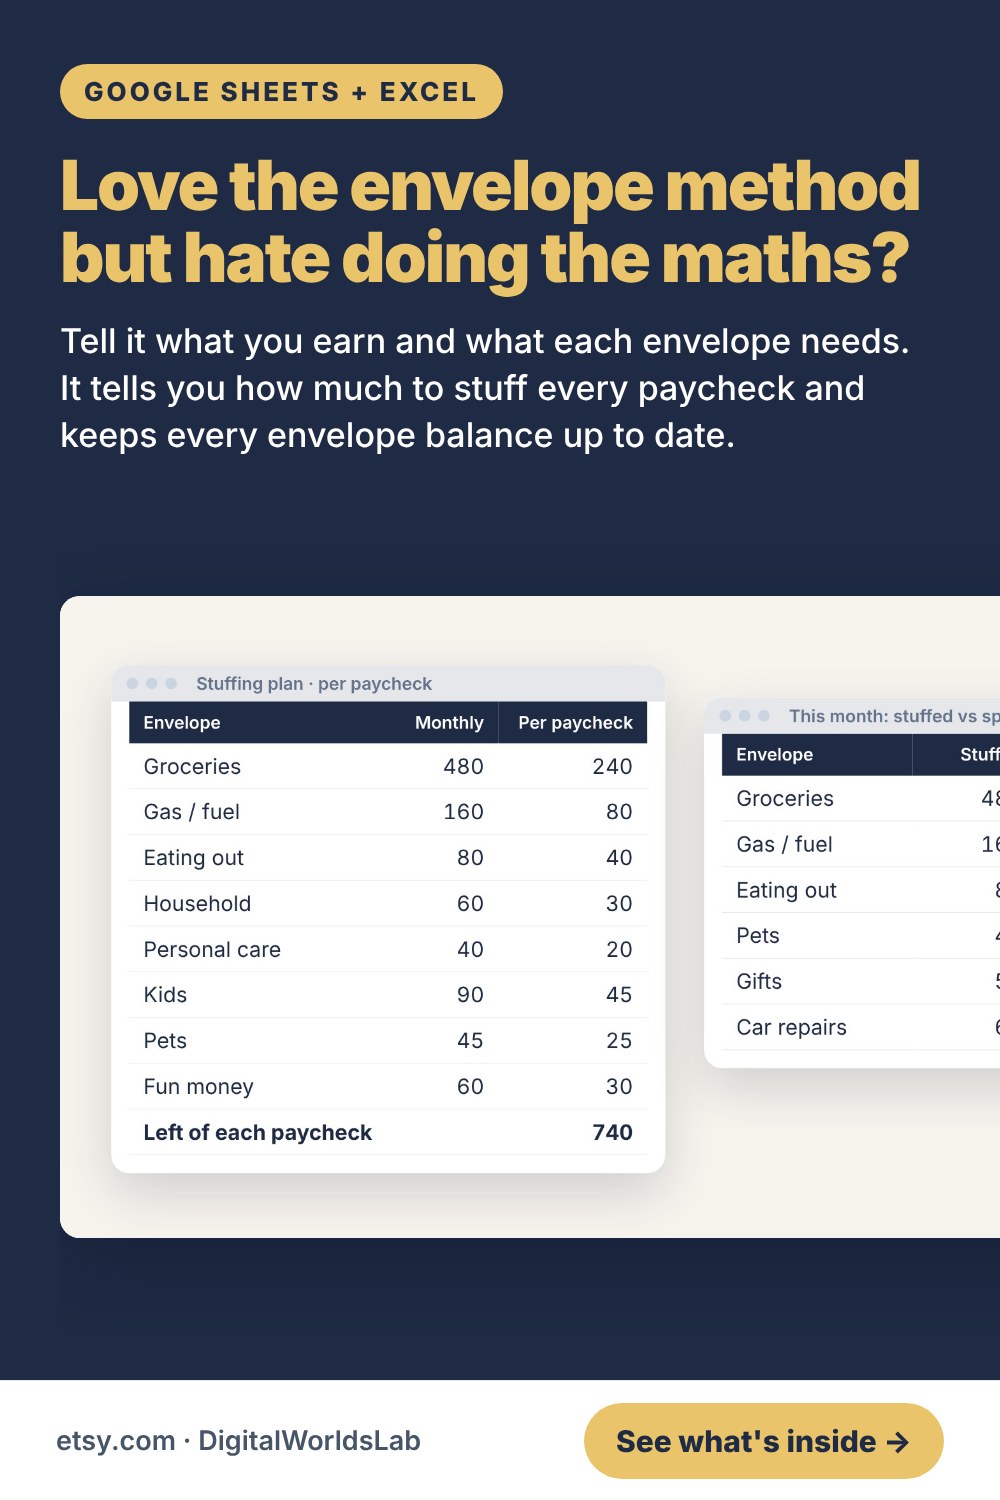 GOOGLE SHEETS + EXCEL
Love the envelope method
but hate doing the maths?
Tell it what you earn and what each envelope needs.
It tells you how much to stuff every paycheck and
keeps every envelope balance up to date.
Stuffing plan · per paycheck
Envelope Monthly Per paycheck
Groceries 480 240
Gas / fuel 160 80
Eating out 80 40
Household 60 30
Personal care 40 20
Kids 90 45
Pets 45 25
Fun money 60 30
Left of each paycheck 740
This month: stuffed vs
Envelope
Groceries
Gas / fuel
Eating out
Pets
Gifts
Car repairs
etsy.com · DigitalWorldsLab
See what's inside →